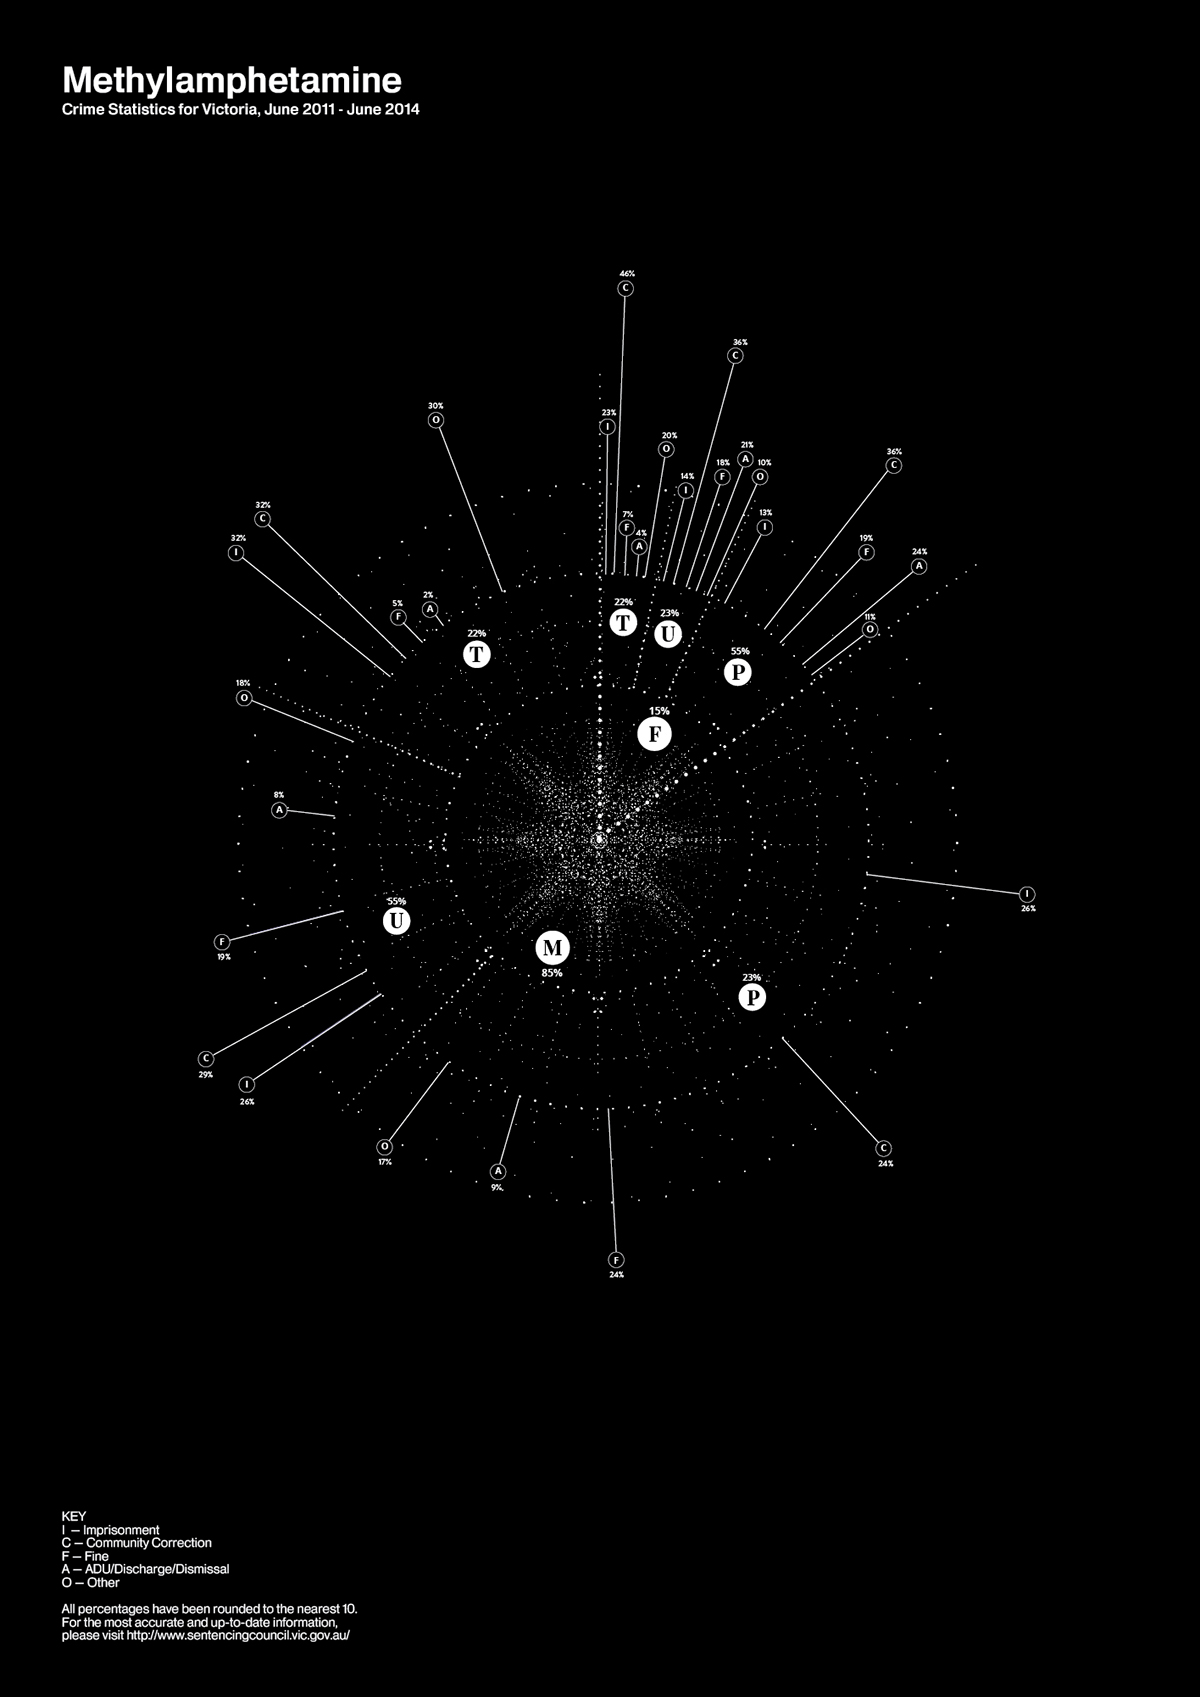 Methylamphetamine
Crime Statistics for Victoria, June 2011 - June 2014
46%
C
36%
C
30%
O
23%
I
20%
O
21%
A
36%
C
18%
F
10%
O
14%
I
32%
C
7%
F
13%
I
32%
I
4%
A
19%
F
24%
A
2%
A
5%
F
22%
T
23%
U
11%
O
22%
T
55%
P
18%
O
15%
F
8%
A
I
26%
55%
U
F
19%
M
85%
23%
P
C
29%
I
26%
O
17%
A
9%
C
24%
F
24%
KEY
I – Imprisonment
C – Community Correction
F – Fine
A – ADU/Discharge/Dismissal
O – Other
All percentages have been rounded to the nearest 10.
For the most accurate and up-to-date information,
please visit http://www.sentencingcouncil.vic.gov.au/